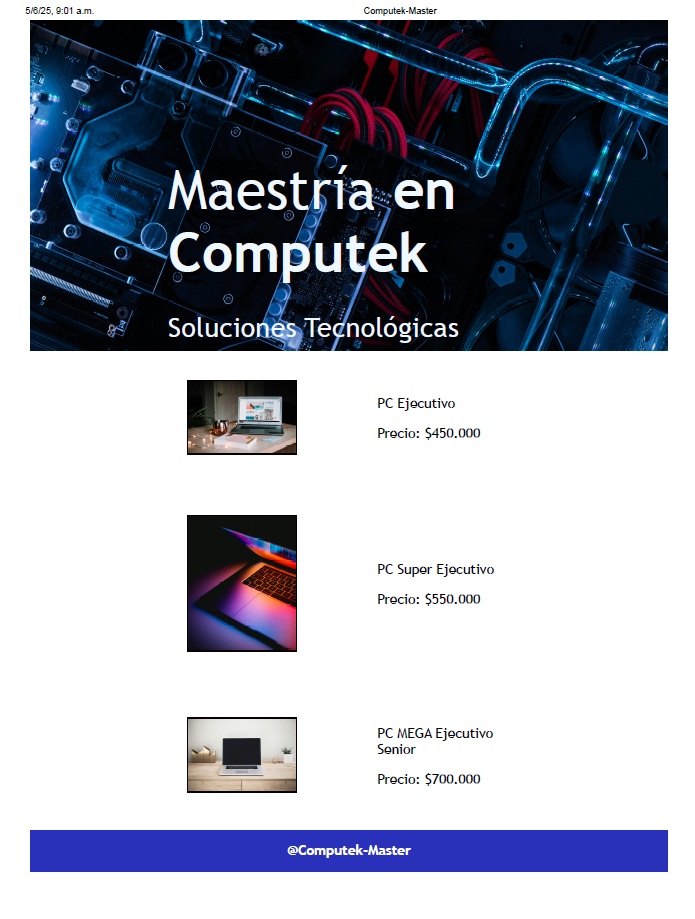 5/6/25, 9:01 a.m. Computek-Master
Maestría en
Computek
Soluciones Tecnológicas
PC Ejecutivo
Precio: $450.000
PC Super Ejecutivo
Precio: $550.000
PC MEGA Ejecutivo
Senior
Precio: $700.000
@Computek-Master